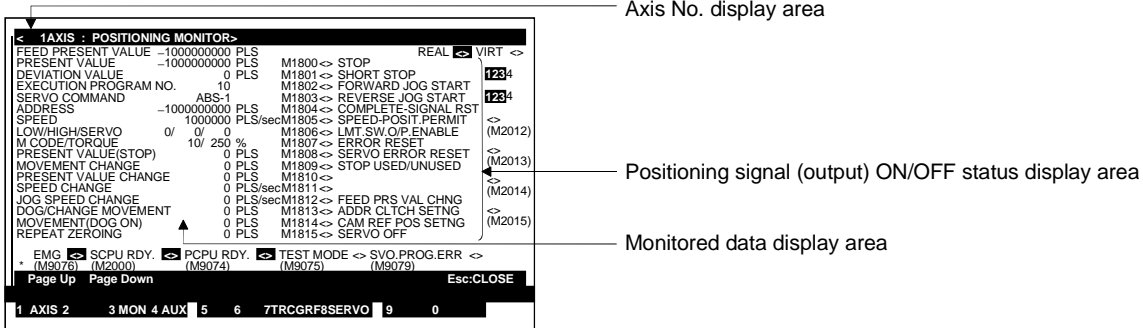 Axis No. display area
< 1AXIS : POSITIONING MONITOR>
FEED PRESENT VALUE –1000000000 PLS REAL <> VIRT <>
PRESENT VALUE –1000000000 PLS M1800<> STOP
DEVIATION VALUE 0 PLS M1801<> SHORT STOP 1234
EXECUTION PROGRAM NO. 10 M1802<> FORWARD JOG START
SERVO COMMAND ABS-1 M1803<> REVERSE JOG START 1234
ADDRESS –1000000000 PLS M1804<> COMPLETE-SIGNAL RST
SPEED 1000000 PLS/sec M1805<> SPEED-POSIT.PERMIT <>
LOW/HIGH/SERVO 0/ 0/ 0 M1806<> LMT.SW.O/P.ENABLE (M2012)
M CODE/TORQUE 10/ 250 % M1807<> ERROR RESET
PRESENT VALUE(STOP) 0 PLS M1808<> SERVO ERROR RESET <>
MOVEMENT CHANGE 0 PLS M1809<> STOP USED/UNUSED (M2013)
PRESENT VALUE CHANGE 0 PLS M1810<>
SPEED CHANGE 0 PLS/sec M1811<> <> (M2014)
JOG SPEED CHANGE 0 PLS/sec M1812<> FEED PRS VAL CHNG
DOG/CHANGE MOVEMENT 0 PLS M1813<> ADDR CLTCH SETNG <>
MOVEMENT(DOG ON) 0 PLS M1814<> CAM REF POS SETNG (M2015)
REPEAT ZEROING 0 PLS M1815<> SERVO OFF
EMG <> SCPU RDY. <> PCPU RDY. <> TEST MODE <> SVO.PROG.ERR <>
* (M9076) (M2000) (M9074) (M9075) (M9079)
Page Up Page Down Esc:CLOSE
1 AXIS 2 3 MON 4 AUX 5 6 7TRCGRF8SERVO 9 0
Positioning signal (output) ON/OFF status display area
Monitored data display area